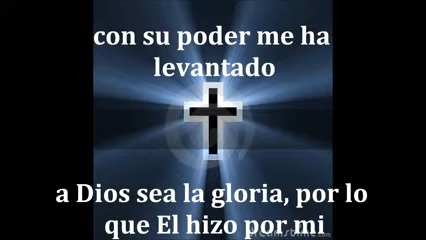 con su poder me ha
levantado
a Dios sea la gloria, por lo
que El hizo por mi